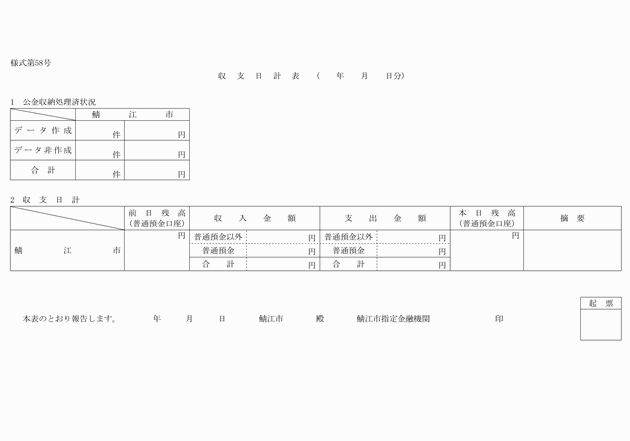 様式第58号
収 支 日 計 表 ( 年 月 日分)
1 公金収納処理済状況
鯖 江 市
データ作成 件 円
データ非作成 件 円
合 計 件 円
2 収 支 日 計
前 日 残 高 (普通預金口座) 収 入 金 額 支 出 金 額 本 日 残 高 (普通預金口座) 摘 要
鯖 江 市 円 普通預金以外 円 普通預金以外 円 円
普通預金 円 普通預金 円
合 計 円 合 計 円
起 票
本表のとおり報告します。 年 月 日 鯖江市 殿 鯖江市指定金融機関 印